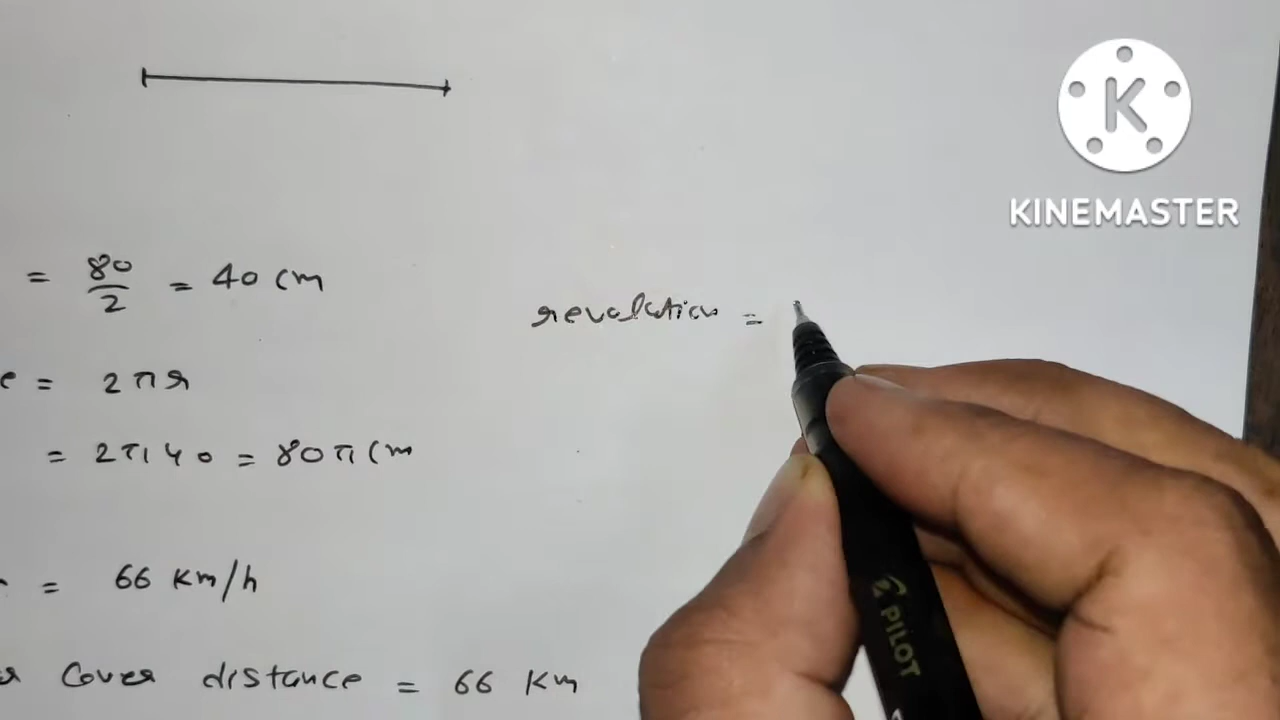 = 80/2 = 40 cm
revolution =
e = 2πr
= 2π40 = 80π cm
= 66 km/h
cover distance = 66 km
K
KINEMASTER
PILOT